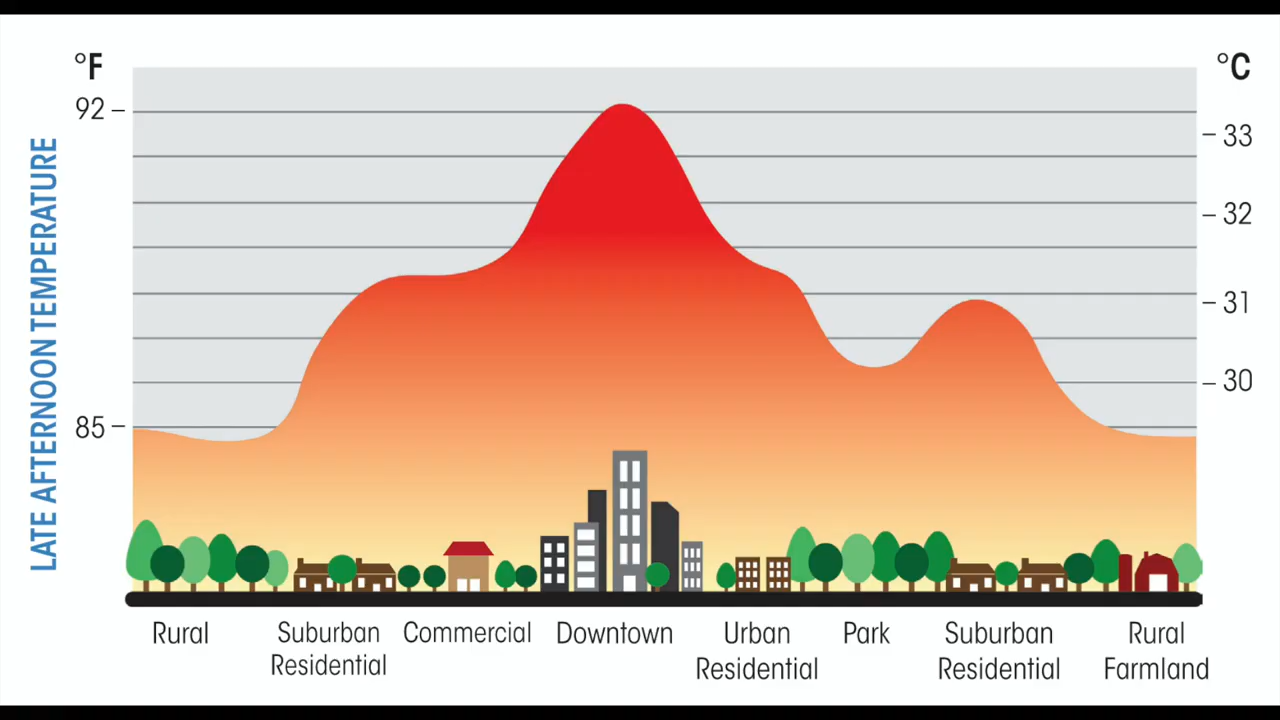 °F
°C
92
33
32
31
30
85
LATE AFTERNOON TEMPERATURE
Rural
Suburban
Residential
Commercial
Downtown
Urban
Residential
Park
Suburban
Residential
Rural
Farmland